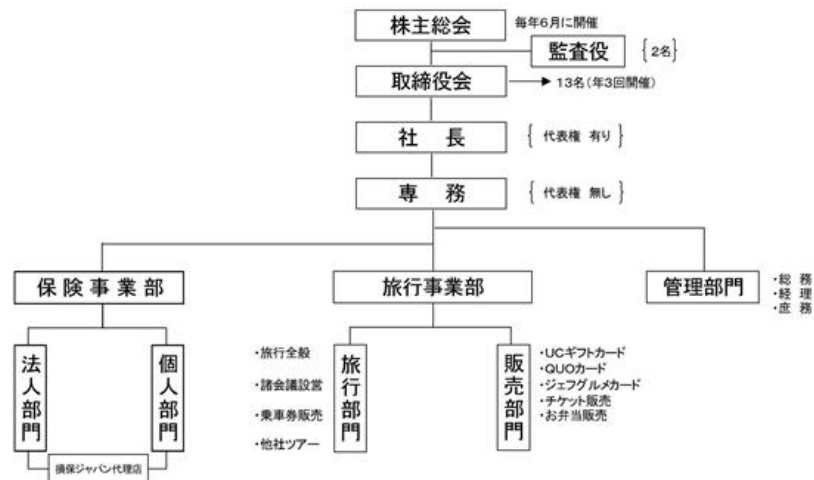 株主総会
毎年6月に開催
監査役
{2名}
取締役会
13名(年3回開催)
社長
{代表権 有り}
専務
{代表権 無し}
保険事業部
旅行事業部
管理部門
・総務
・経理
・庶務
法人部門
個人部門
損保ジャパン代理店
・旅行全般
・諸会議設営
・乗車券販売
・他社ツアー
旅行部門
販売部門
・UCギフトカード
・QUOカード
・ジェフグルメカード
・チケット販売
・お弁当販売